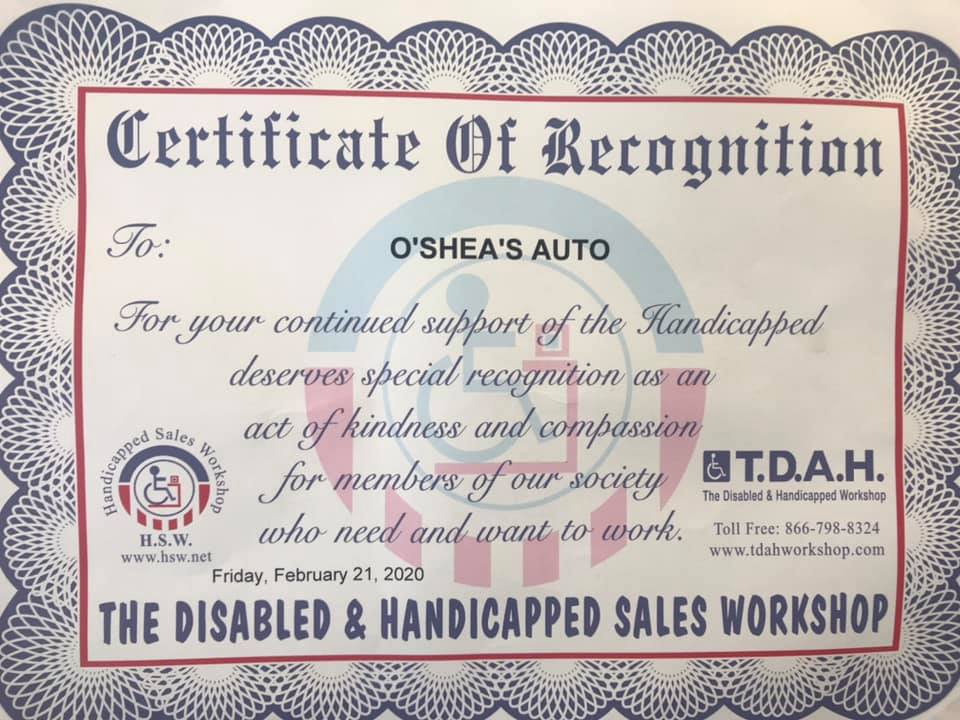 Certificate Of Recognition
To:
O'SHEA'S AUTO
For your continued support of the Handicapped
deserves special recognition as an
act of kindness and compassion
for members of our society
who need and want to work.
Handicapped Sales Workshop
H.S.W.
www.hsw.net
T.D.A.H.
The Disabled & Handicapped Workshop
Toll Free: 866-798-8324
www.tdahworkshop.com
Friday, February 21, 2020
THE DISABLED & HANDICAPPED SALES WORKSHOP